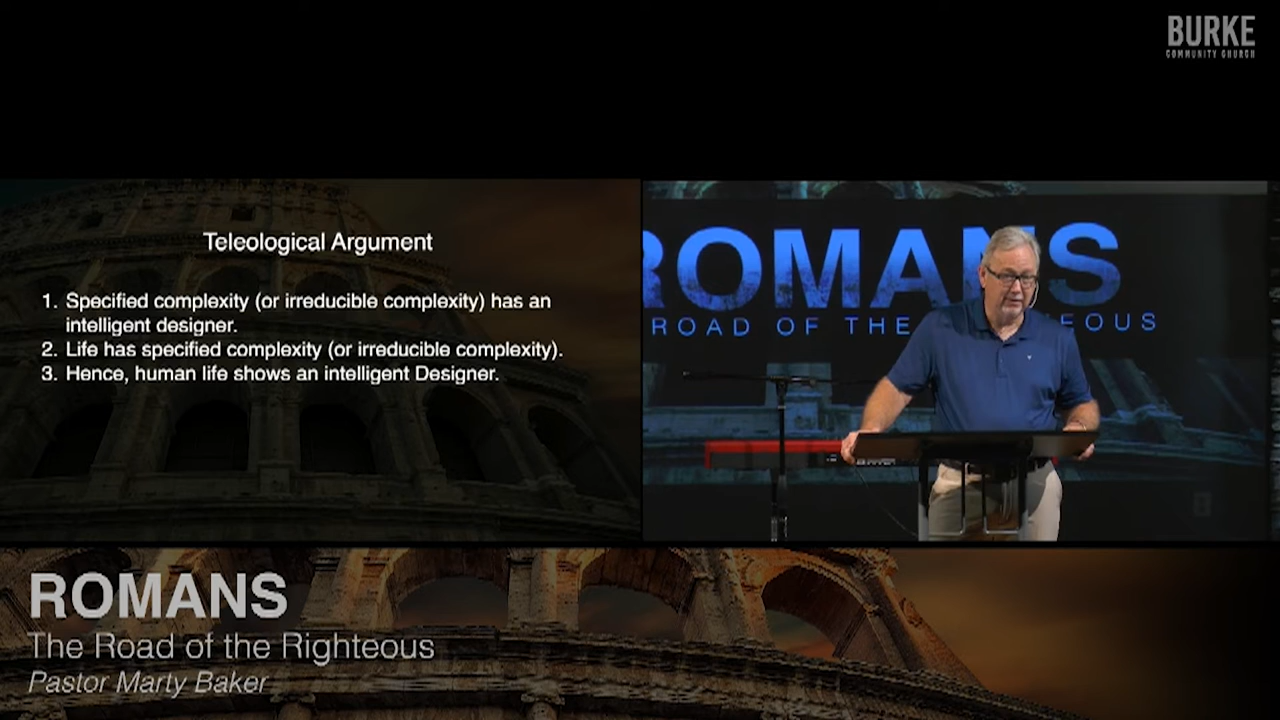 BURKE
COMMUNITY CHURCH
Teleological Argument
1. Specified complexity (or irreducible complexity) has an
intelligent designer.
2. Life has specified complexity (or irreducible complexity).
3. Hence, human life shows an intelligent Designer.
ROMANS
ROAD OF THE EOUS
ROMANS
The Road of the Righteous
Pastor Marty Baker